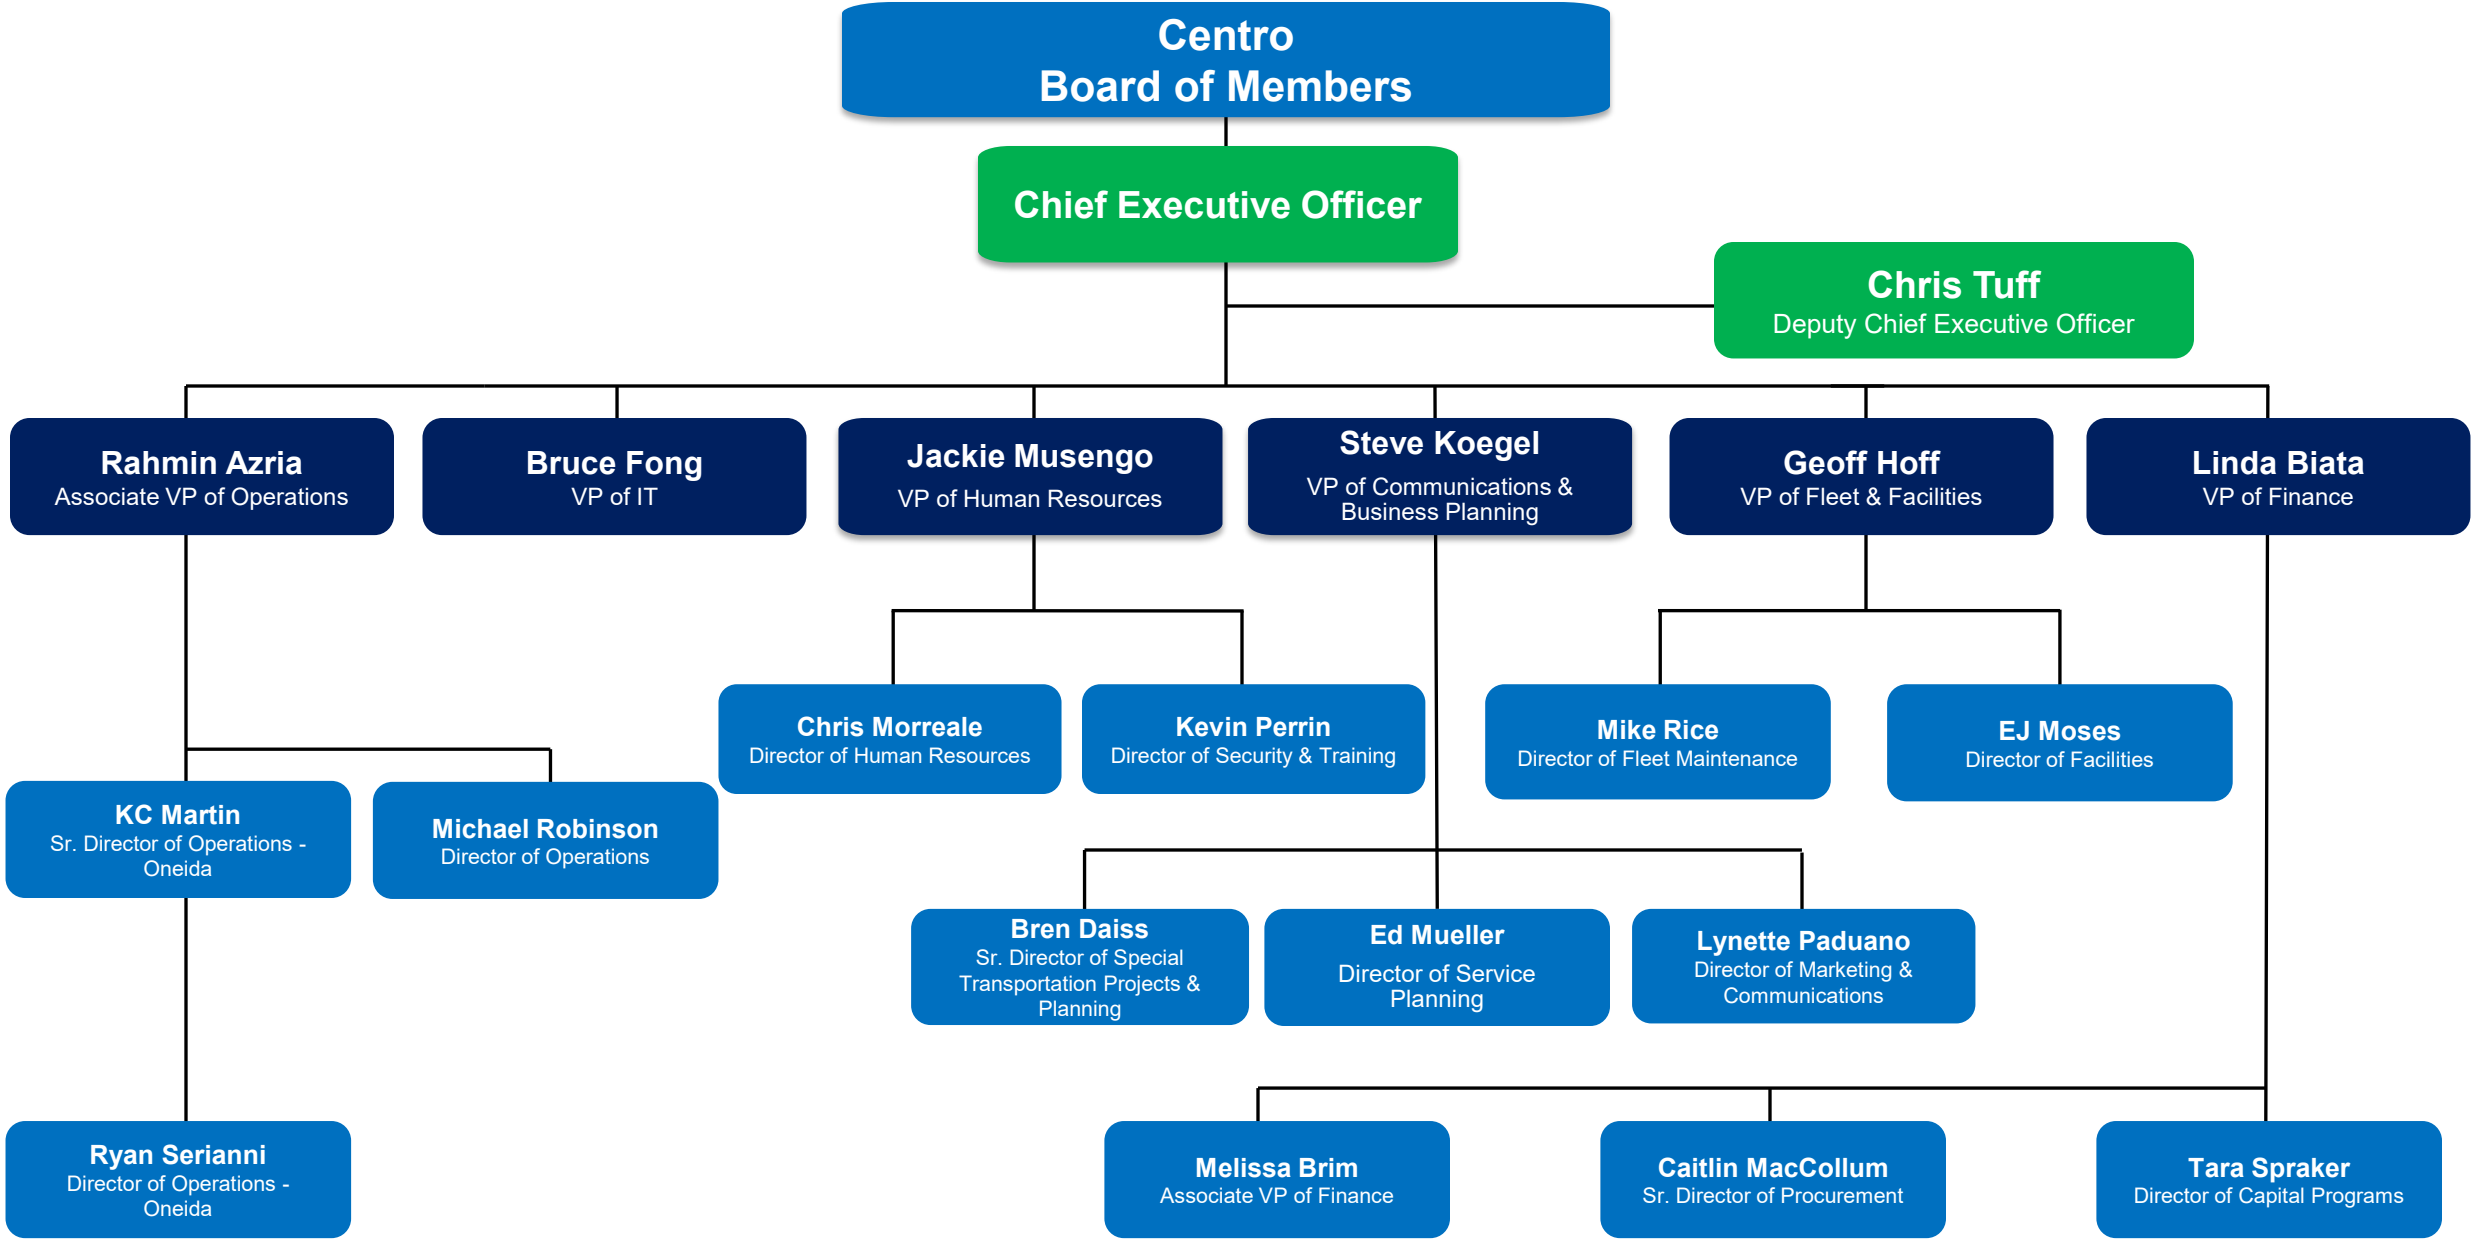 Centro
Board of Members
Chief Executive Officer
Chris Tuff
Deputy Chief Executive Officer
Rahmin Azria
Associate VP of Operations
Bruce Fong
VP of IT
Jackie Musengo
VP of Human Resources
Steve Koegel
VP of Communications &
Business Planning
Geoff Hoff
VP of Fleet & Facilities
Linda Biata
VP of Finance
Chris Morreale
Director of Human Resources
Kevin Perrin
Director of Security & Training
Mike Rice
Director of Fleet Maintenance
EJ Moses
Director of Facilities
KC Martin
Sr. Director of Operations -
Oneida
Michael Robinson
Director of Operations
Bren Daiss
Sr. Director of Special
Transportation Projects &
Planning
Ed Mueller
Director of Service
Planning
Lynette Paduano
Director of Marketing &
Communications
Ryan Serianni
Director of Operations -
Oneida
Melissa Brim
Associate VP of Finance
Caitlin MacCollum
Sr. Director of Procurement
Tara Spraker
Director of Capital Programs